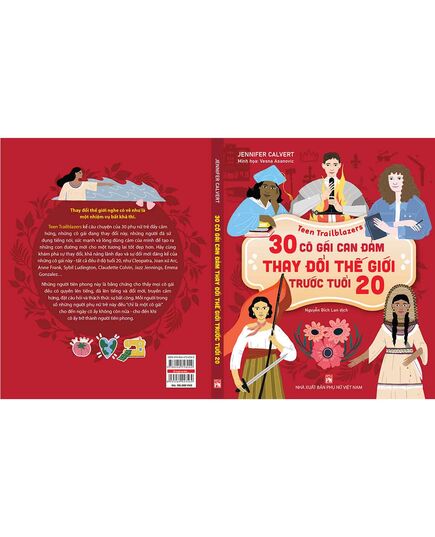 Thay đổi thế giới nghe có vẻ như là
một nhiệm vụ bất khả thi.
Teen Trailblazers kể câu chuyện của 30 phụ nữ trẻ đầy cảm
hứng, những cô gái đang thay đổi này, những người đã sử
dụng tiếng nói, sức mạnh và lòng dũng cảm của mình để tạo ra
những con đường mới cho một tương lai tốt đẹp hơn. Hãy cùng
khám phá sự thay đổi, khả năng lãnh đạo và sự đổi mới đáng kể của
những cô gái này - tất cả đều ở độ tuổi 20, như Cleopatra, Joan xứ Arc,
Anne Frank, Sybil Ludington, Claudette Colvin, Jazz Jennings, Emma
Gonzalez...
Những người tiên phong này là bằng chứng cho thấy mọi cô gái
đều có quyền lên tiếng, đã lên tiếng và đổi mới, truyền cảm
hứng, đặt câu hỏi và thách thức sự bất công. Mỗi người trong
số những phụ nữ trẻ này từng chỉ là "chỉ là một cô gái"
cho đến ngày cô ấy không còn nữa - cho đến khi
cô ấy trở thành người tiên phong.
JENNIFER CALVERT
30 CÔ GÁI CAN ĐẢM THAY ĐỔI THẾ GIỚI TRƯỚC TUỔI 20
JENNIFER CALVERT
Minh họa: Vesna Asanovic
Teen Trailblazers
30 CÔ GÁI CAN ĐẢM
THAY ĐỔI THẾ GIỚI
TRƯỚC TUỔI 20
Nguyễn Bích Lan dịch
NHÀ XUẤT BẢN PHỤ NỮ VIỆT NAM